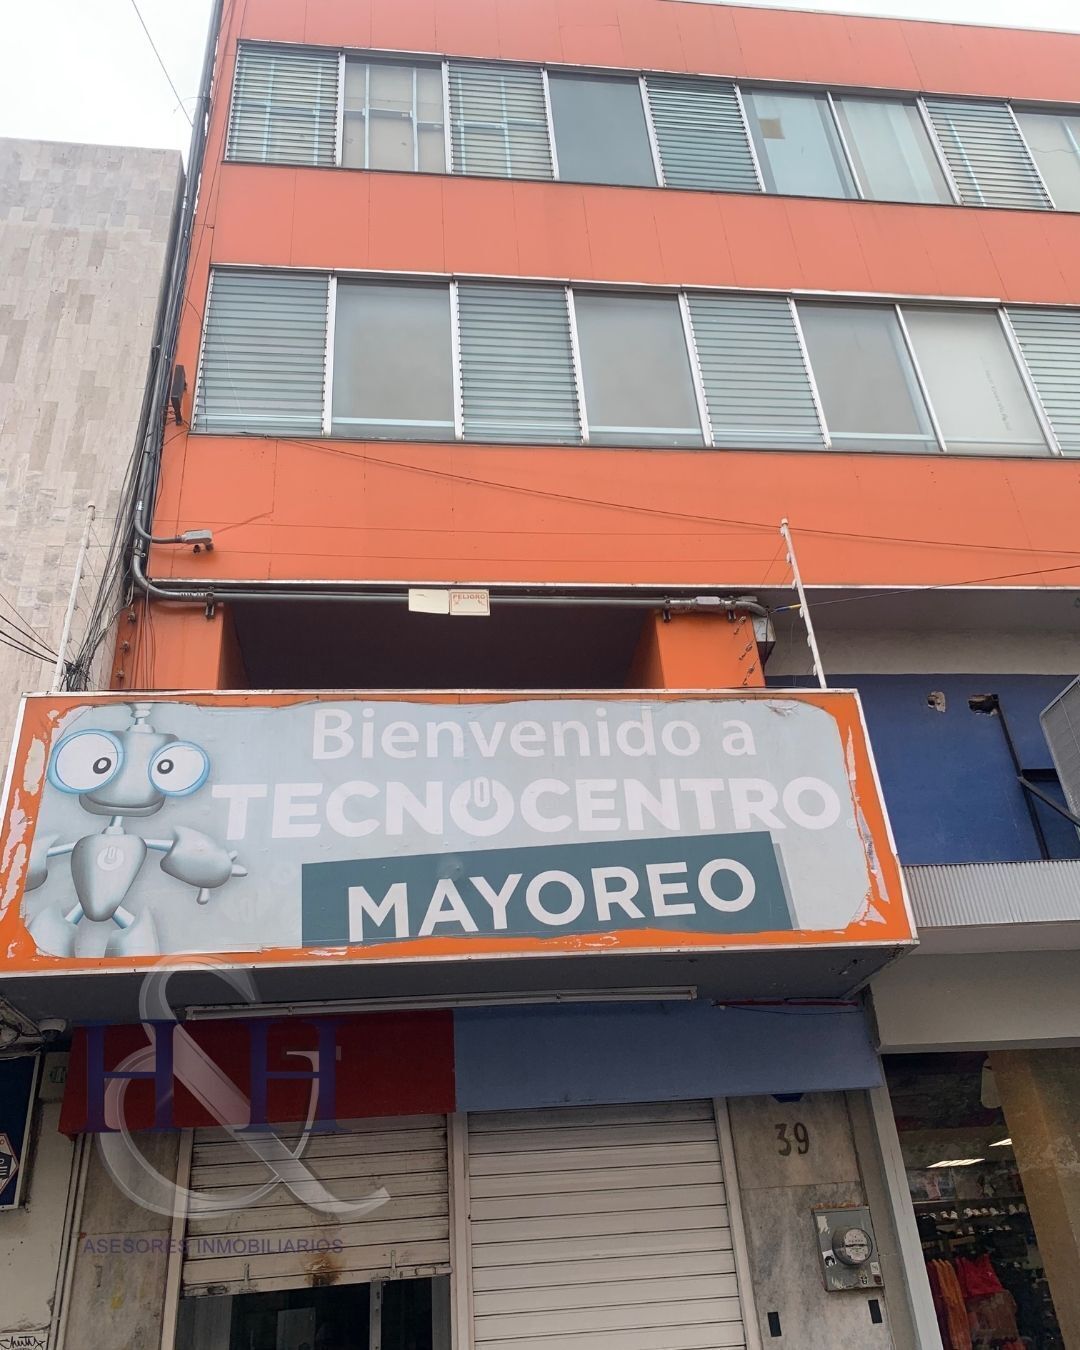 PELIGRO
Bienvenido a
TECNOCENTRO
MAYOREO
H&H
ASESORES INMOBILIARIOS
39